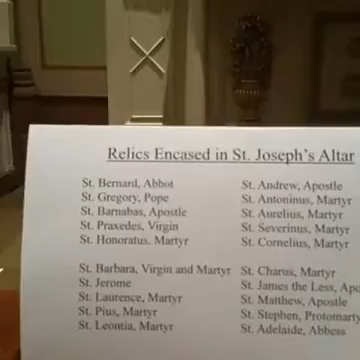 Relics Encased in St. Joseph's Altar
St. Bernard, Abbot
St. Gregory, Pope
St. Barnabas, Apostle
St. Praxedes, Virgin
St. Honoratus, Martyr
St. Barbara, Virgin and Martyr
St. Jerome
St. Laurence, Martyr
St. Pius, Martyr
St. Leontia, Martyr
St. Andrew, Apostle
St. Antoninus, Martyr
St. Aurelius, Martyr
St. Severinus, Martyr
St. Cornelius, Martyr
St. Charus, Martyr
St. James the Less, Apo
St. Matthew, Apostle
St. Stephen, Protomarty
St. Adelaide, Abbess